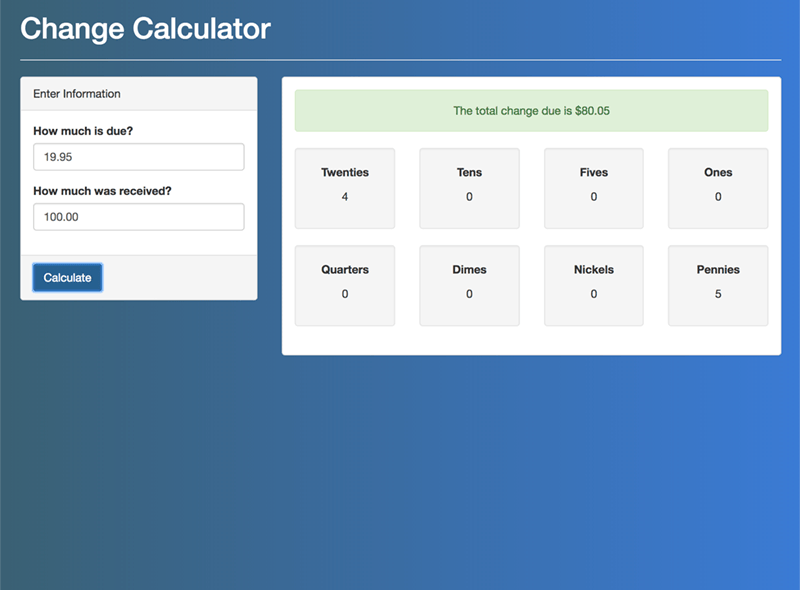 Change Calculator
Enter Information
How much is due?
19.95
How much was received?
100.00
Calculate
The total change due is $80.05
Twenties
4
Tens
0
Fives
0
Ones
0
Quarters
0
Dimes
0
Nickels
0
Pennies
5